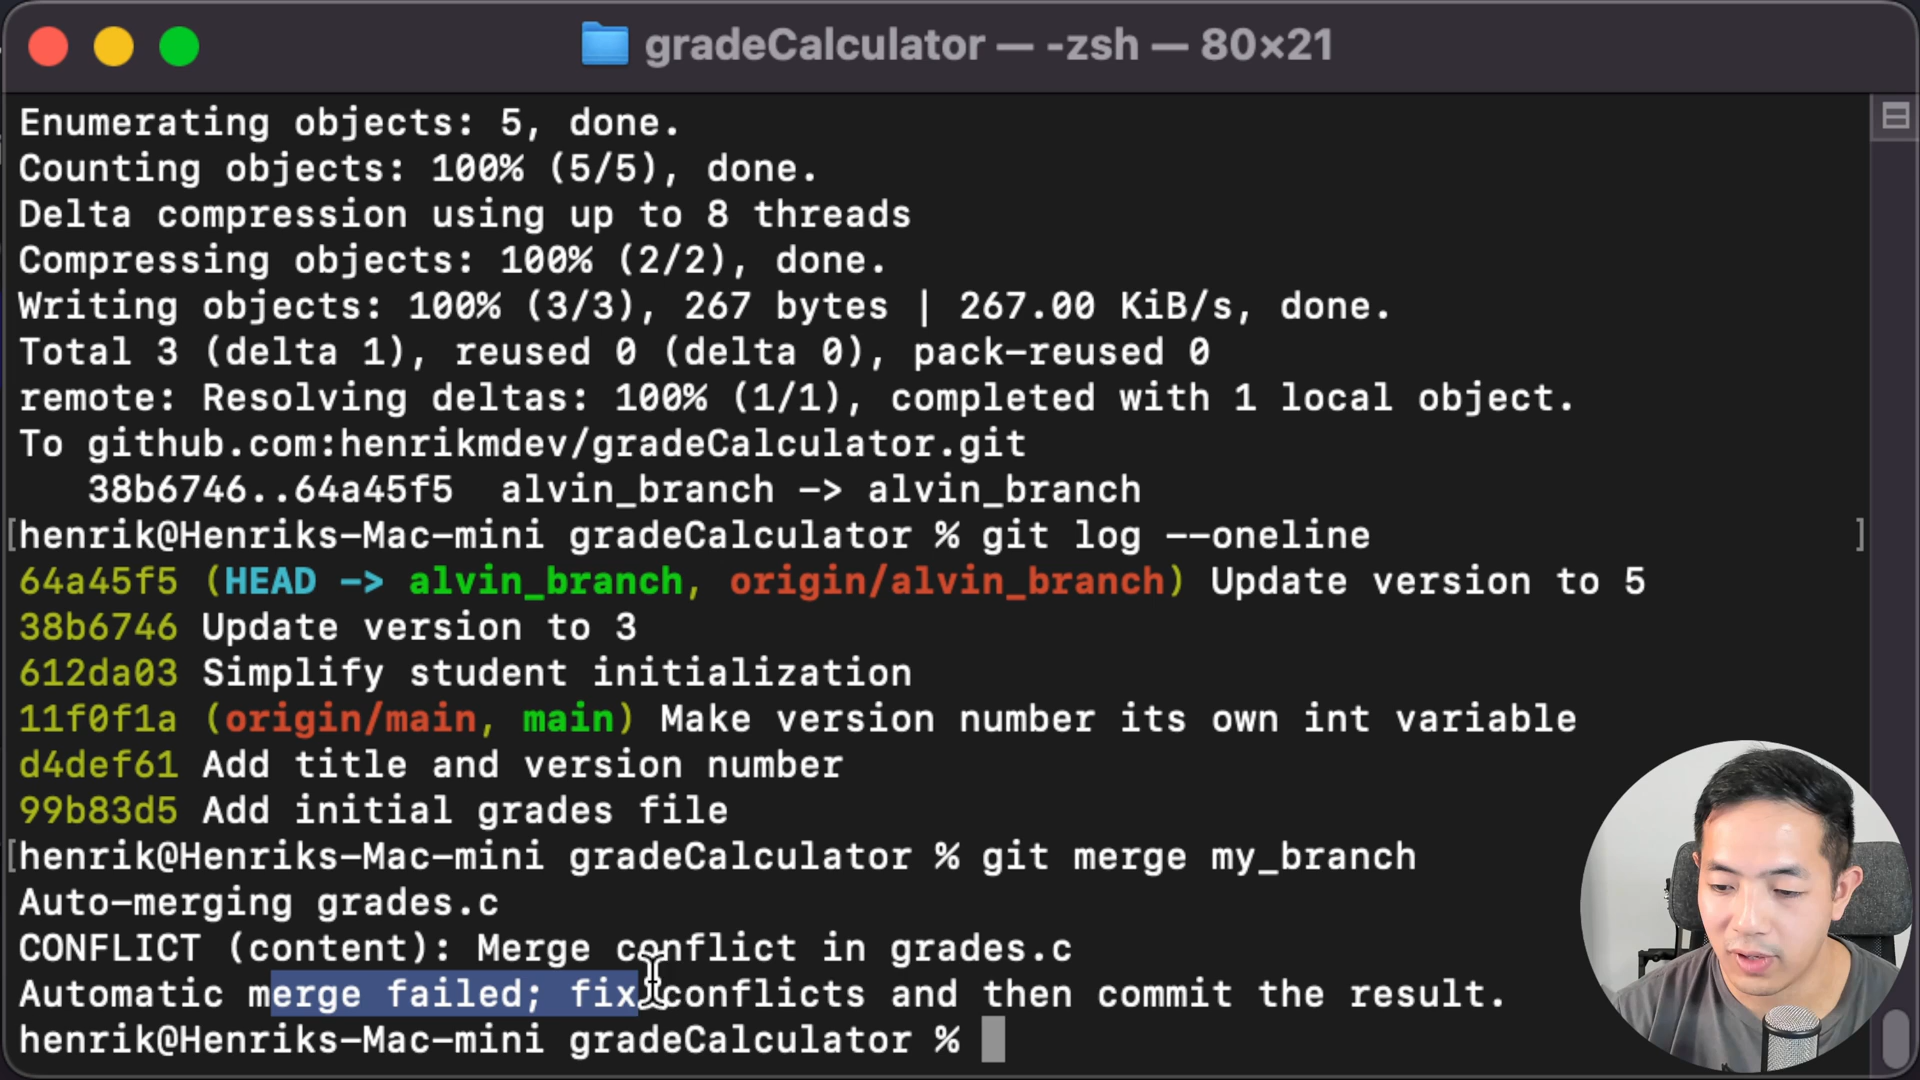 gradeCalculator — -zsh — 80×21
Enumerating objects: 5, done.
Counting objects: 100% (5/5), done.
Delta compression using up to 8 threads
Compressing objects: 100% (2/2), done.
Writing objects: 100% (3/3), 267 bytes | 267.00 KiB/s, done.
Total 3 (delta 1), reused 0 (delta 0), pack-reused 0
remote: Resolving deltas: 100% (1/1), completed with 1 local object.
To github.com:henrikmdev/gradeCalculator.git
   38b6746..64a45f5  alvin_branch -> alvin_branch
[henrik@Henriks-Mac-mini gradeCalculator % git log --oneline ]
64a45f5 (HEAD -> alvin_branch, origin/alvin_branch) Update version to 5
38b6746 Update version to 3
612da03 Simplify student initialization
11f0f1a (origin/main, main) Make version number its own int variable
d4def61 Add title and version number
99b83d5 Add initial grades file
[henrik@Henriks-Mac-mini gradeCalculator % git merge my_branch
Auto-merging grades.c
CONFLICT (content): Merge conflict in grades.c
Automatic merge failed; fix conflicts and then commit the result.
henrik@Henriks-Mac-mini gradeCalculator %